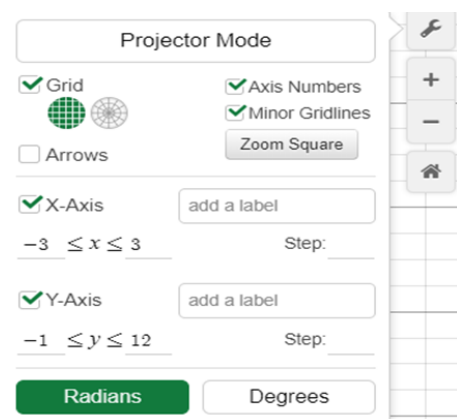 Projector Mode
Grid
Axis Numbers
Minor Gridlines
Arrows
Zoom Square
X-Axis add a label
−3 ≤ x ≤ 3 Step:
Y-Axis add a label
−1 ≤ y ≤ 12 Step:
Radians Degrees